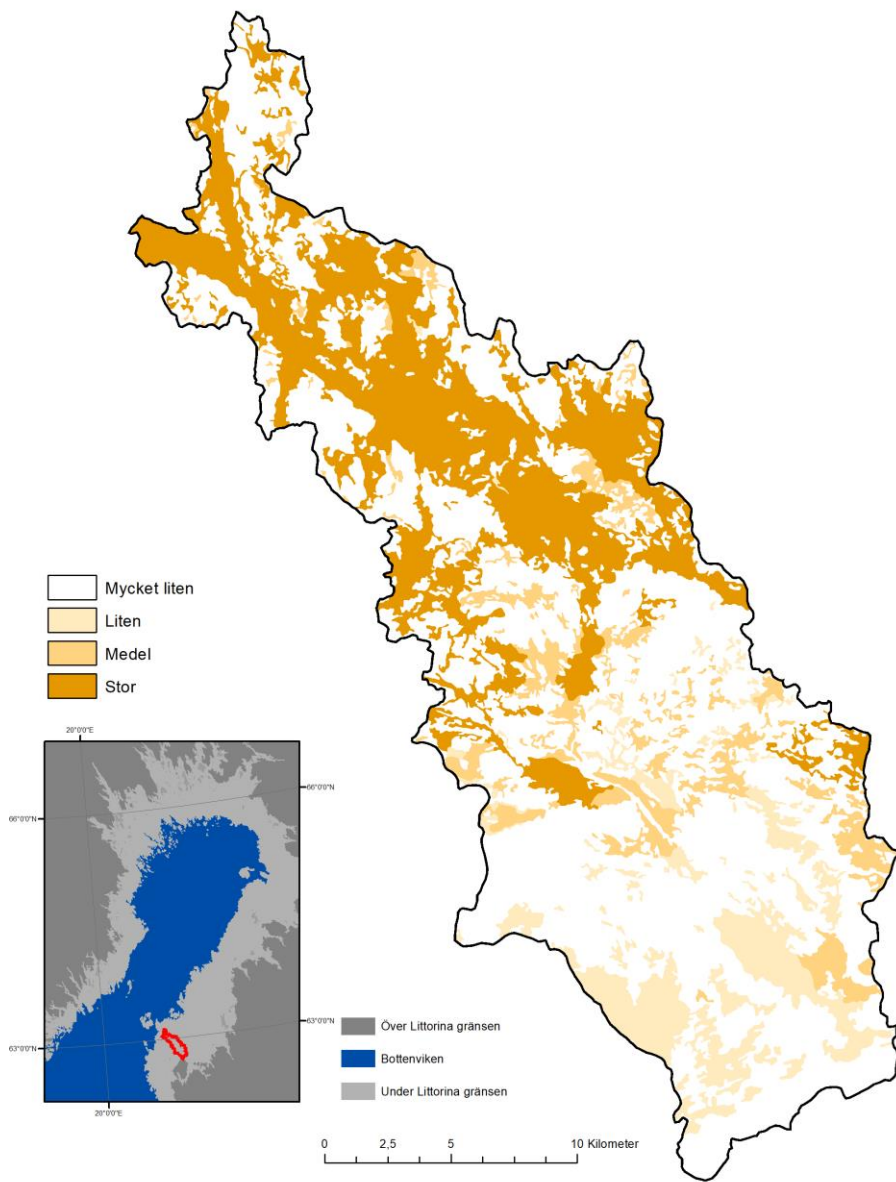 Mycket liten
Liten
Medel
Stor
20°0'0"E
66°0'0"N
66°0'0"N
63°0'0"N
63°0'0"N
20°0'0"E
Över Littorina gränsen
Bottenviken
Under Littorina gränsen
0 2,5 5 10 Kilometer